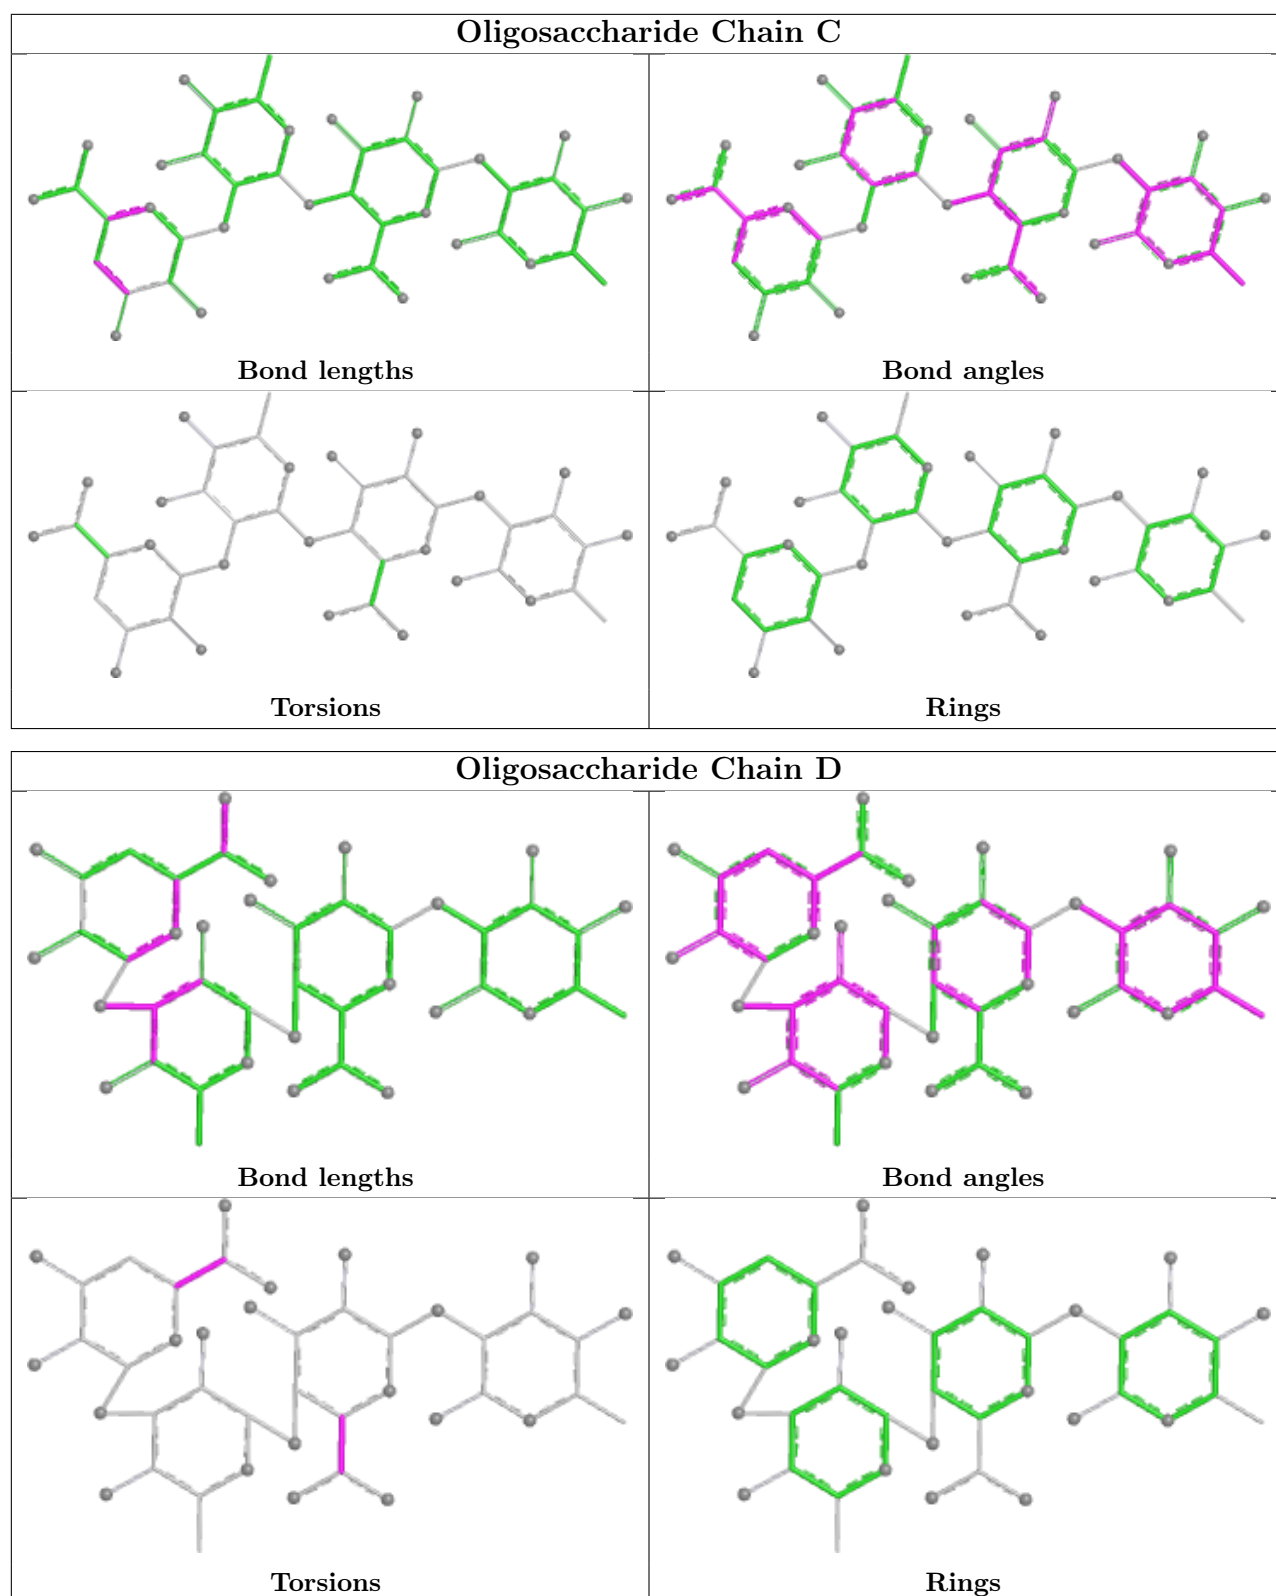 Oligosaccharide Chain C
Bond lengths
Bond angles
Torsions
Rings
Oligosaccharide Chain D
Bond lengths
Bond angles
Torsions
Rings